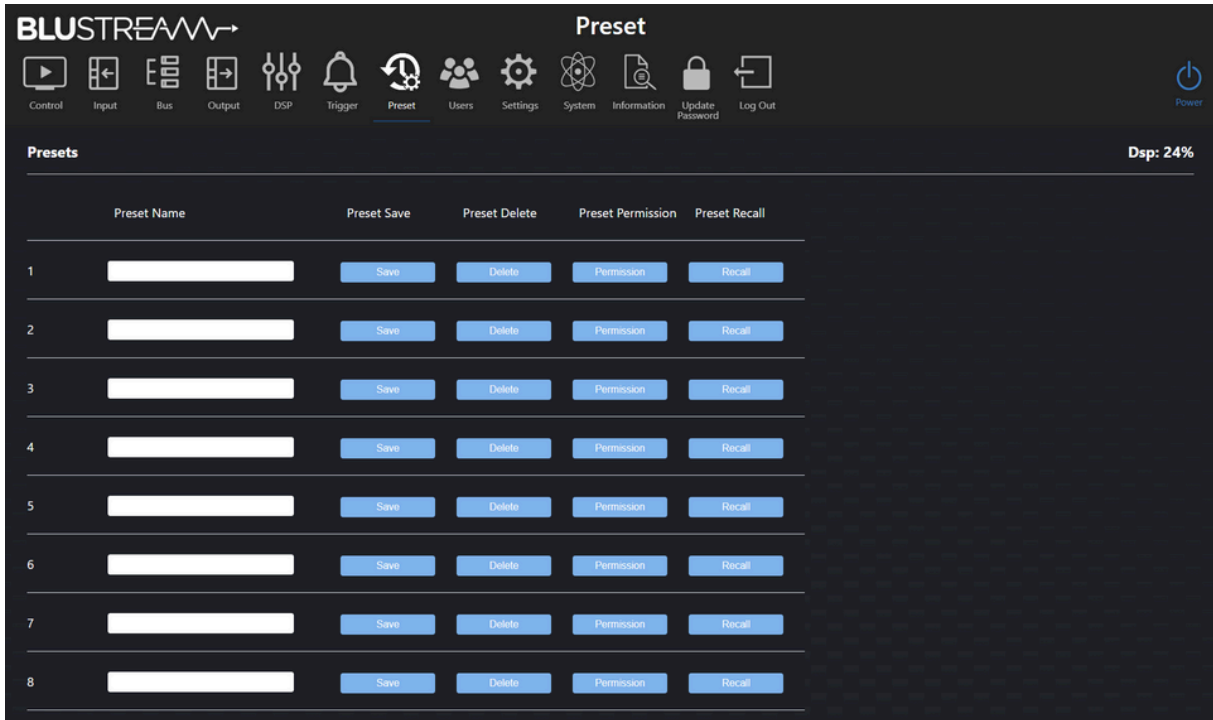 BLUSTREAM
Preset
Control Input Bus Output DSP Trigger Preset Users Settings System Information Update Password Log Out Power
Presets Dsp: 24%
Preset Name Preset Save Preset Delete Preset Permission Preset Recall
1 Save Delete Permission Recall
2 Save Delete Permission Recall
3 Save Delete Permission Recall
4 Save Delete Permission Recall
5 Save Delete Permission Recall
6 Save Delete Permission Recall
7 Save Delete Permission Recall
8 Save Delete Permission Recall